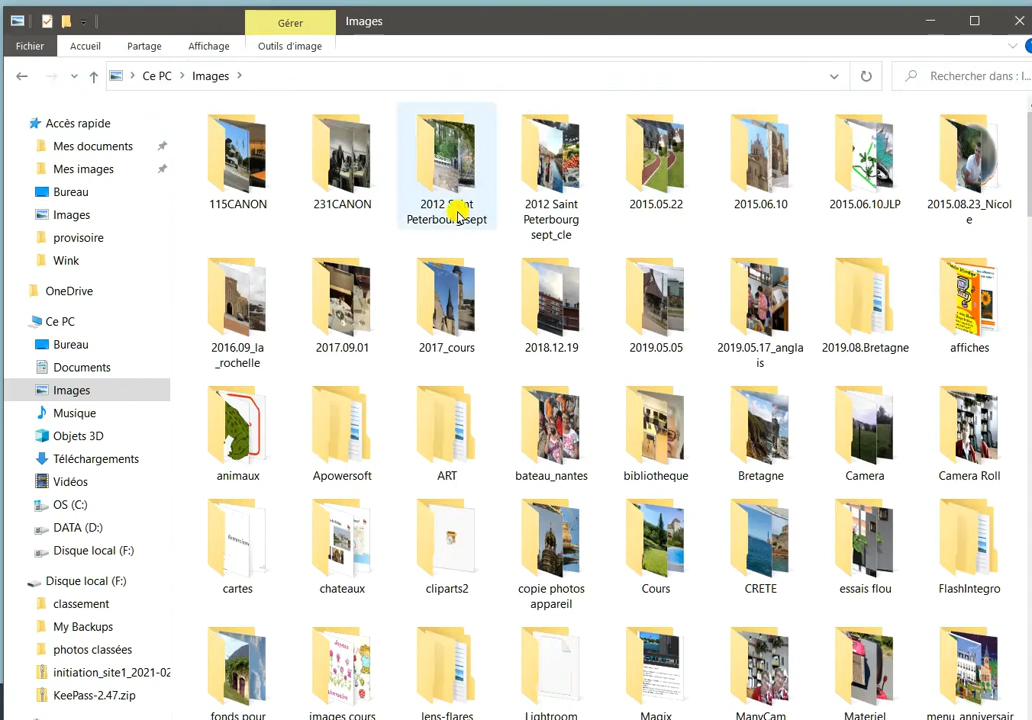 Gérer
Images
Fichier
Accueil
Partage
Affichage
Outils d'image
Ce PC
Images
Rechercher dans : I...
Accès rapide
Mes documents
Mes images
Bureau
Images
provisoire
Wink
OneDrive
Ce PC
Bureau
Documents
Images
Musique
Objets 3D
Téléchargements
Vidéos
OS (C:)
DATA (D:)
Disque local (F:)
Disque local (F:)
classement
My Backups
photos classées
initiation_site1_2021-02
KeePass-2.47.zip
115CANON
231CANON
2012 Saint
Peterbourg sept
2012 Saint
Peterbourg
sept_cle
2015.05.22
2015.06.10
2015.06.10JLP
2015.08.23_Nicol
e
2016.09_la
_rochelle
2017.09.01
2017_cours
2018.12.19
2019.05.05
2019.05.17_angla
is
2019.08.Bretagne
affiches
animaux
Apowersoft
ART
bateau_nantes
bibliotheque
Bretagne
Camera
Camera Roll
cartes
chateaux
cliparts2
copie photos
appareil
Cours
CRETE
essais flou
FlashIntegro
fonds pour
images cours
lens-flares
Lightroom
Magix
ManyCam
Materiel
menu_anniversair